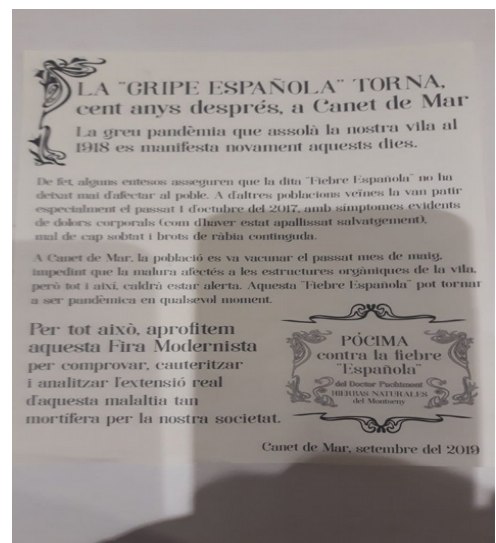 LA "GRIPE ESPAÑOLA" TORNA,
cent anys després, a Canet de Mar
La greu pandèmia que assolà la nostra vila al
1918 es manifesta novament aquests dies.
De fet, alguns entesos asseguren que la dita "Fiebre Española" no ha
deixat mai d'afectar al poble. A d'altres poblacions veïnes la van patir
especialment el passat 1 d'octubre del 2017, amb símptomes evidents
de dolors corporals (com d'haver estat apallissat salvatgement),
mal de cap sobtat i brots de ràbia continguda.
A Canet de Mar, la població es va vacunar el passat mes de maig,
impedint que la malura afectés a les estructures orgàniques de la vila,
però tot i així, caldrà estar alerta. Aquesta "Fiebre Española" pot tornar
a ser pandèmica en qualsevol moment.
Per tot això, aprofitem
aquesta Fira Modernista
per comprovar, cauteritzar
i analitzar l'extensió real
d'aquesta malaltia tan
mortífera per la nostra societat.
PÓCIMA
contra la fiebre
"Española"
del Doctor Puchtmont
HIERBAS NATURALES
del Montseny
Canet de Mar, setembre del 2019